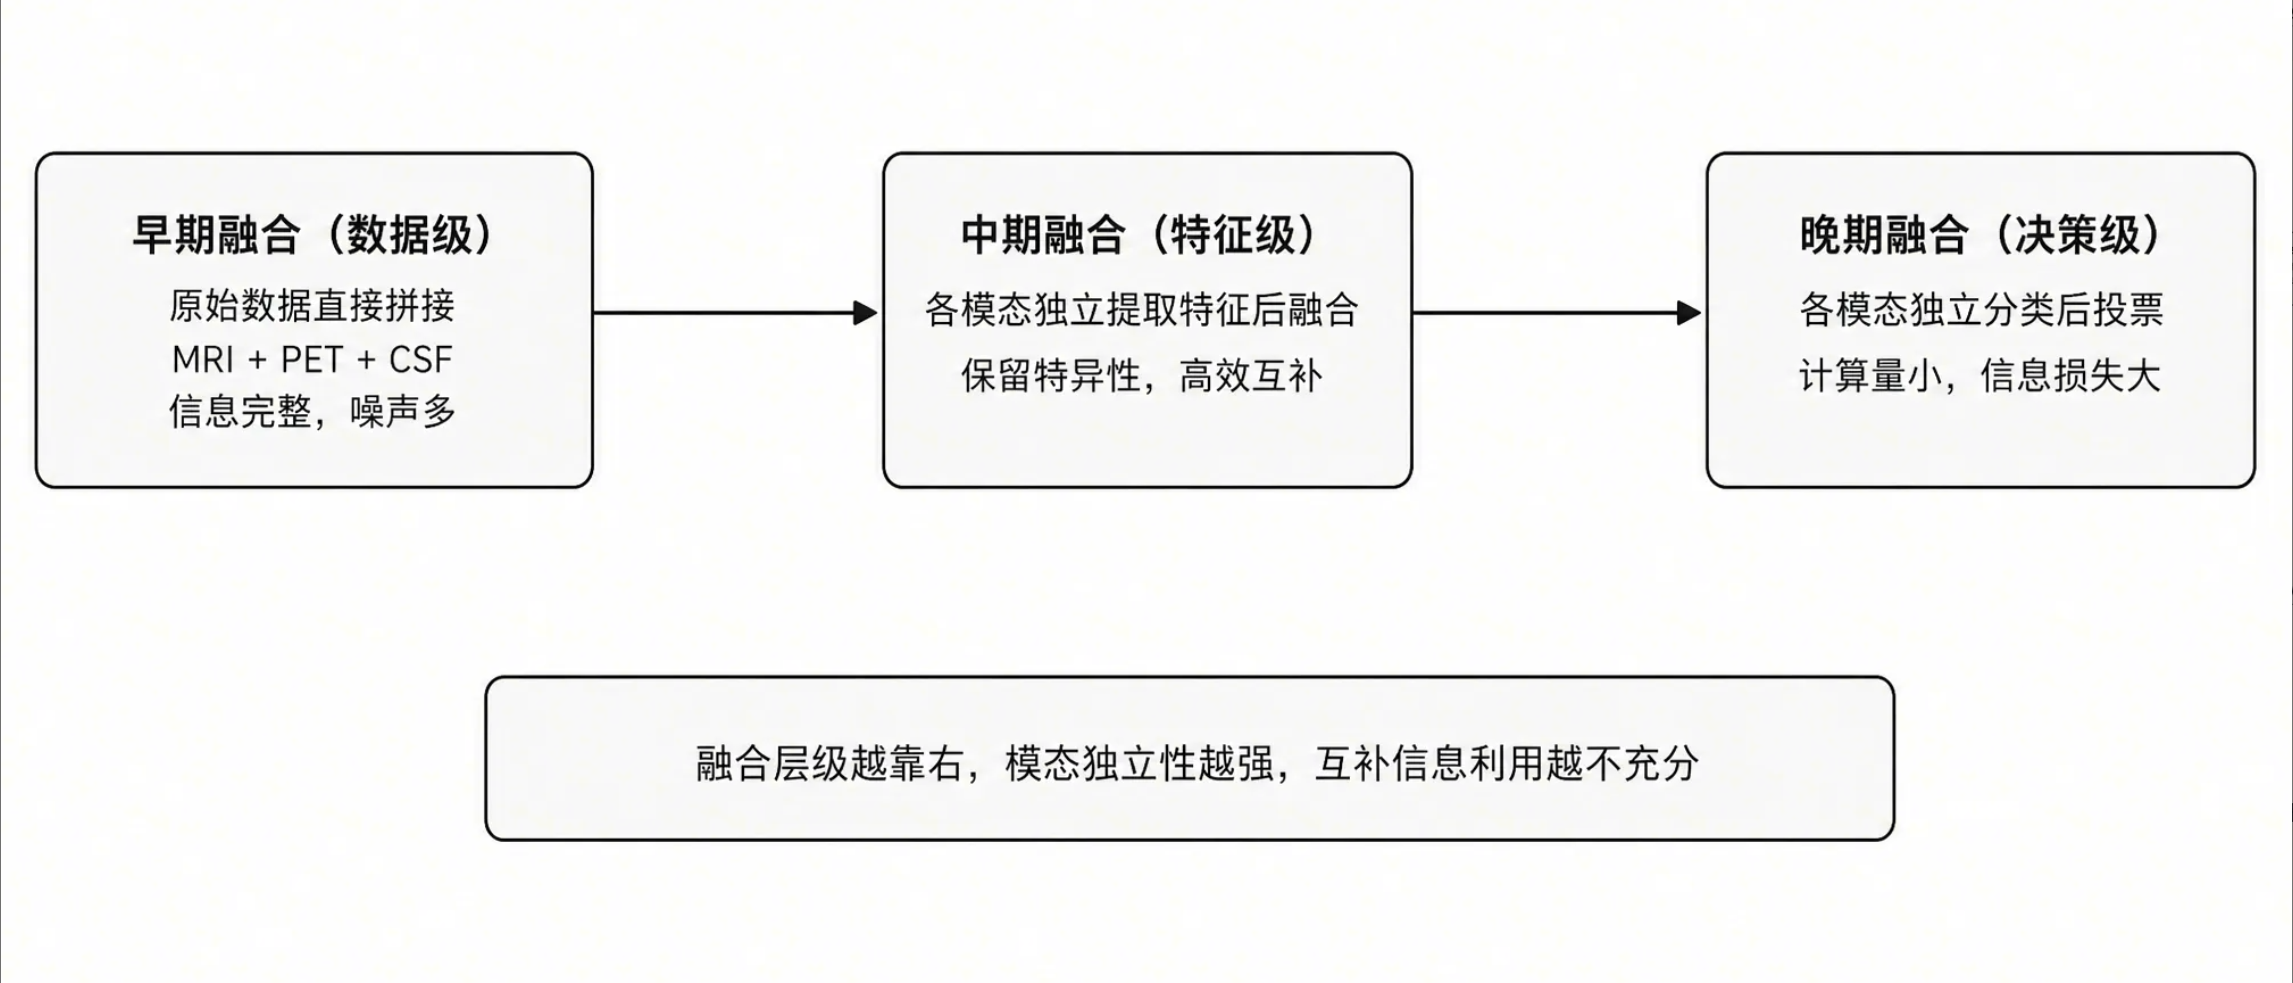 早期融合（数据级）
原始数据直接拼接
MRI + PET + CSF
信息完整，噪声多
中期融合（特征级）
各模态独立提取特征后融合
保留特异性，高效互补
晚期融合（决策级）
各模态独立分类后投票
计算量小，信息损失大
融合层级越靠右，模态独立性越强，互补信息利用越不充分